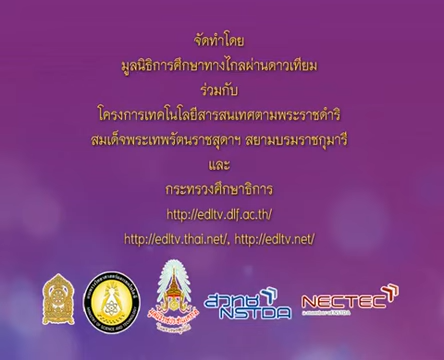 จัดทำโดย
มูลนิธิการศึกษาทางไกลผ่านดาวเทียม
ร่วมกับ
โครงการเทคโนโลยีสารสนเทศตามพระราชดำริ
สมเด็จพระเทพรัตนราชสุดาฯ สยามบรมราชกุมารี
และ
กระทรวงศึกษาธิการ
http://edltv.dlf.ac.th/
http://edltv.thai.net/, http://edltv.net/
สวทช
NSTDA
NECTEC